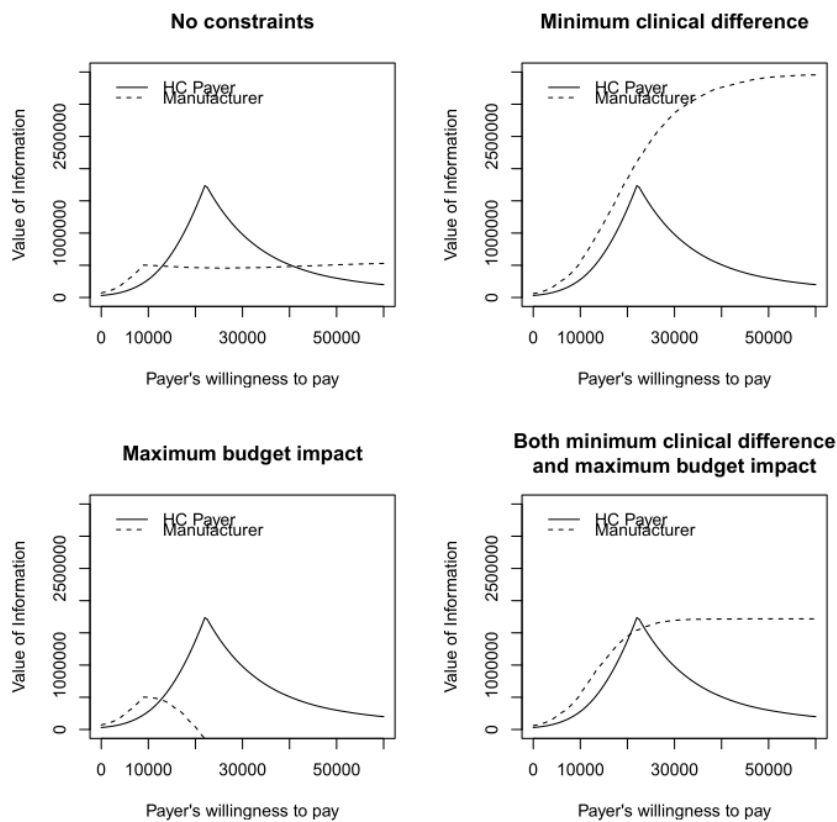 No constraints
HC Payer
Manufacturer
Value of Information
0 1000000 2500000
0 10000 30000 50000
Payer's willingness to pay
Minimum clinical difference
HC Payer
Manufacturer
Value of Information
0 1000000 2500000
0 10000 30000 50000
Payer's willingness to pay
Maximum budget impact
HC Payer
Manufacturer
Value of Information
0 1000000 2500000
0 10000 30000 50000
Payer's willingness to pay
Both minimum clinical difference
and maximum budget impact
HC Payer
Manufacturer
Value of Information
0 1000000 2500000
0 10000 30000 50000
Payer's willingness to pay